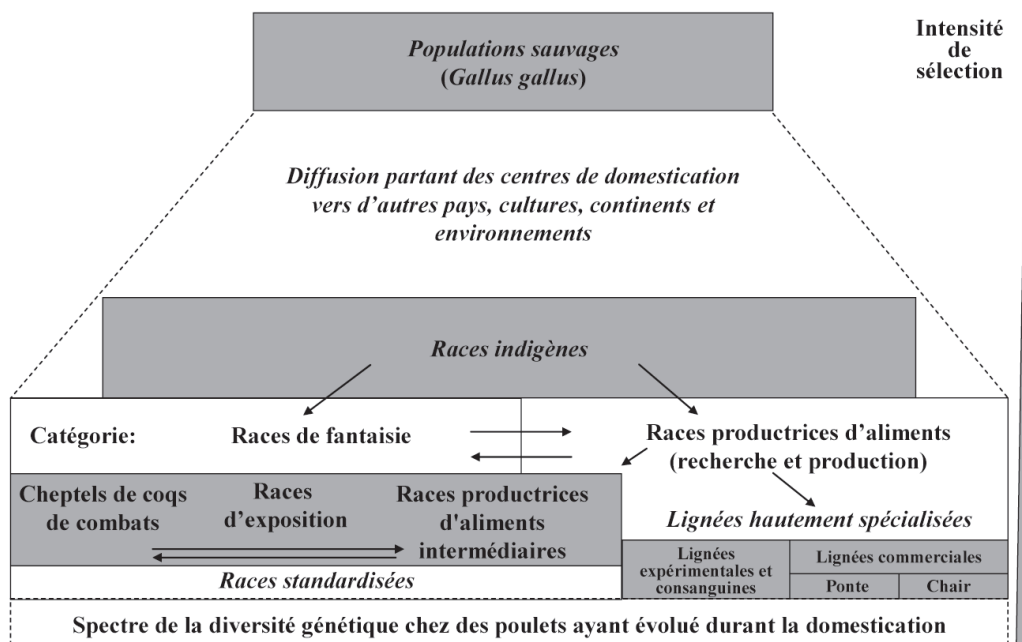 Populations sauvages
(Gallus gallus)
Intensité
de
sélection
Diffusion partant des centres de domestication
vers d'autres pays, cultures, continents et
environnements
Races indigènes
Catégorie:
Races de fantaisie
Races productrices d'aliments
(recherche et production)
Cheptels de coqs
de combats
Races
d'exposition
Races productrices
d'aliments
intermédiaires
Races standardisées
Lignées hautement spécialisées
Lignées
expérimentales et
consanguines
Lignées commerciales
Ponte
Chair
Spectre de la diversité génétique chez des poulets ayant évolué durant la domestication